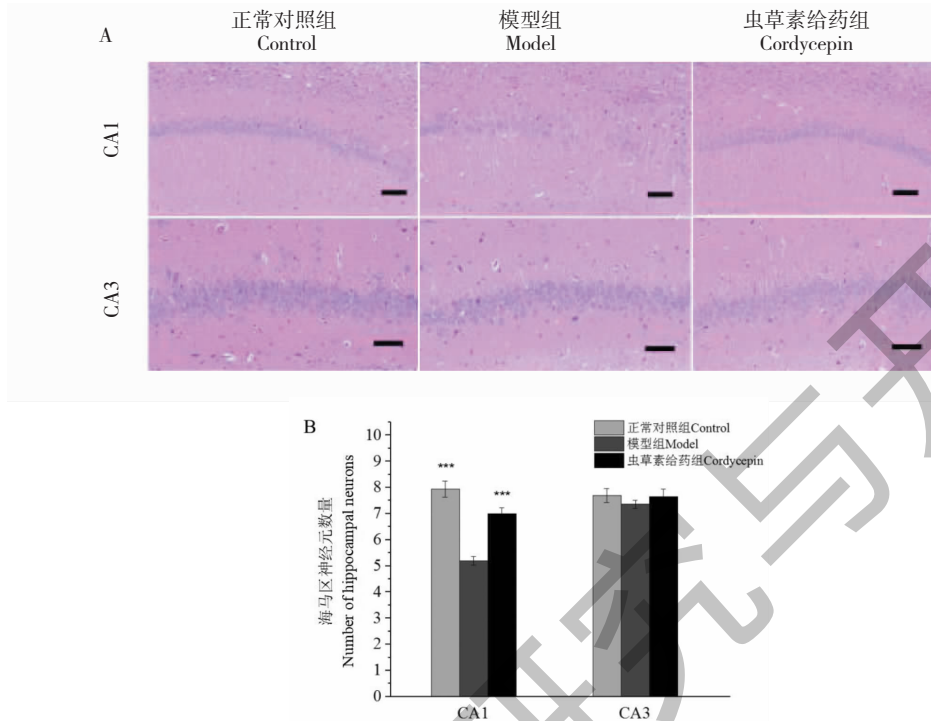 A
正常对照组
Control
模型组
Model
虫草素给药组
Cordycepin
CA1
CA3
B
正常对照组Control
模型组Model
虫草素给药组Cordycepin
海马区神经元数量
Number of hippocampal neurons
10
9
8
7
6
5
4
3
2
1
0
***
***
CA1
CA3
研究与开